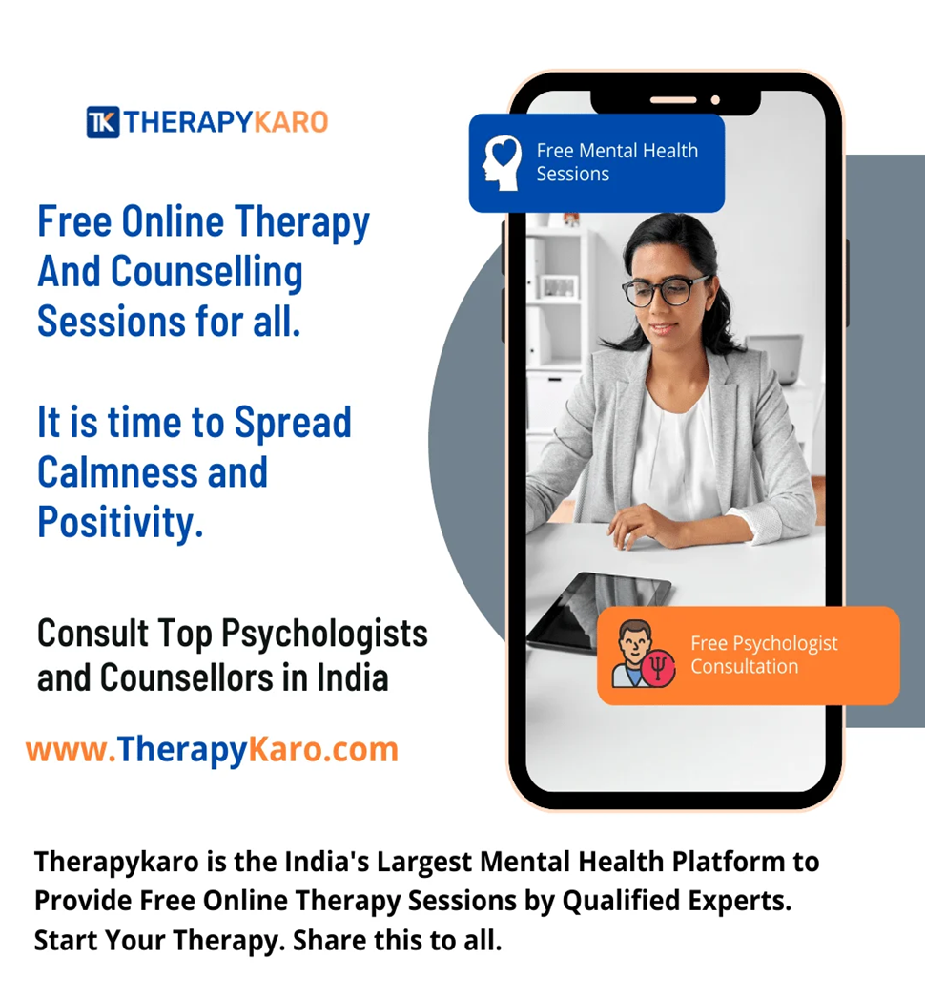 TK THERAPYKARO
Free Online Therapy
And Counselling
Sessions for all.
It is time to Spread
Calmness and
Positivity.
Consult Top Psychologists
and Counsellors in India
www.TherapyKaro.com
Free Mental Health
Sessions
Free Psychologist
Consultation
Therapykaro is the India's Largest Mental Health Platform to
Provide Free Online Therapy Sessions by Qualified Experts.
Start Your Therapy. Share this to all.